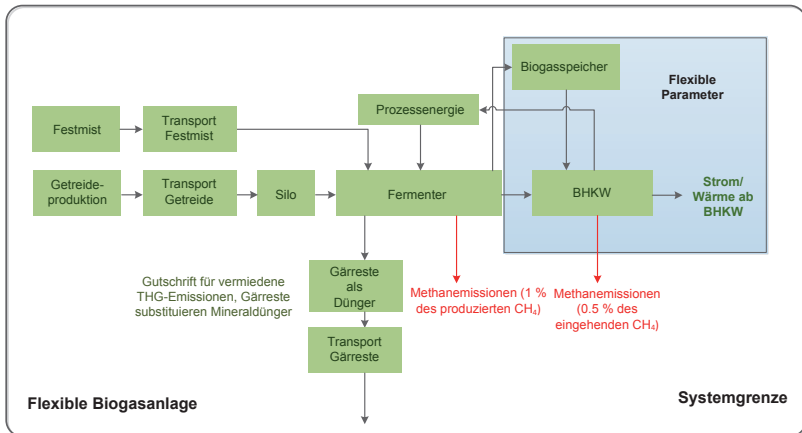 Biogasspeicher
Flexible
Parameter
Festmist
Transport
Festmist
Prozessenergie
Getreide-
produktion
Transport
Getreide
Silo
Fermenter
BHKW
Strom/
Wärme ab
BHKW
Gutschrift für vermiedene
THG-Emissionen, Gärreste
substituieren Mineraldünger
Gärreste
als
Dünger
Methanemissionen (1 %
des produzierten CH₄)
Methanemissionen
(0.5 % des
eingehenden CH₄)
Transport
Gärreste
Flexible Biogasanlage
Systemgrenze